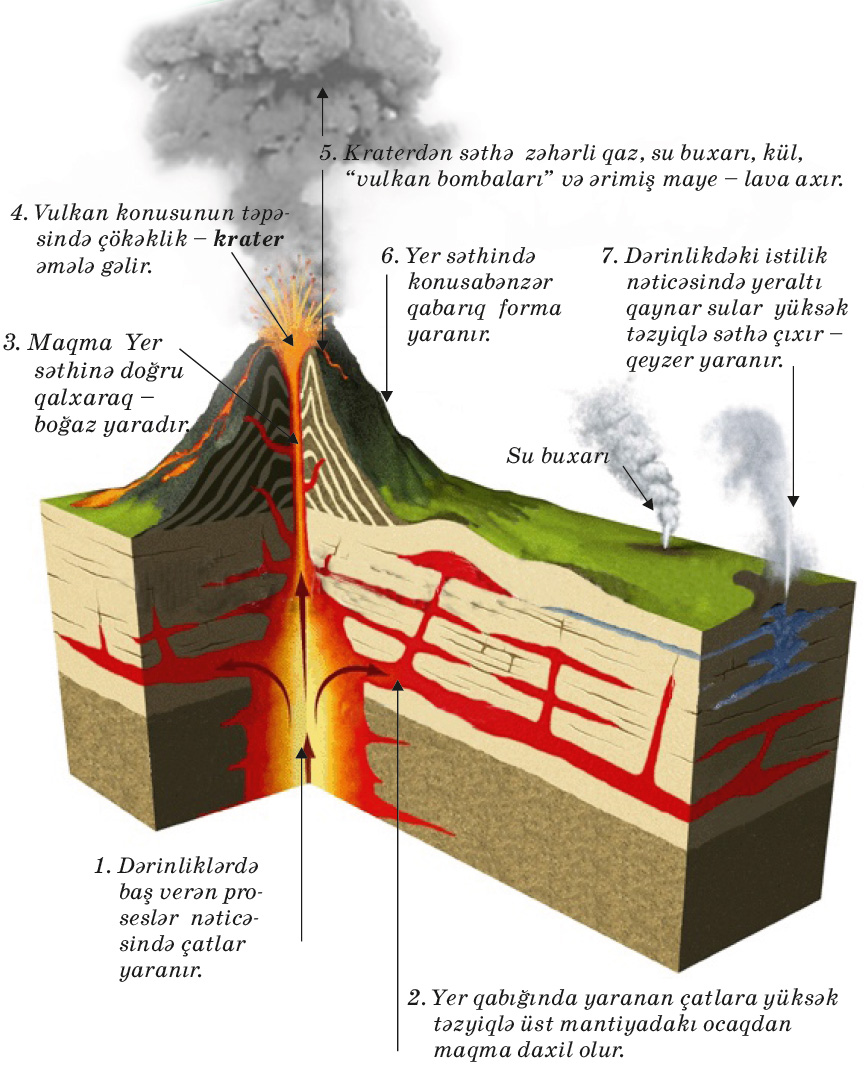 5. Kraterdən səthə zəhərli qaz, su buxarı, kül,
“vulkan bombaları” və ərimiş maye – lava axır.
4. Vulkan konusunun təpə-
sində çökəklik – krater
əmələ gəlir.
6. Yer səthində
konusabənzər
qabarıq forma
yaranır.
7. Dərinlikdəki istilik
nəticəsində yeraltı
qaynar sular yüksək
təzyiqlə səthə çıxır –
qeyzer yaranır.
3. Maqma Yer
səthinə doğru
qalxaraq –
boğaz yaradır.
Su buxarı
1. Dərinliklərdə
baş verən pro-
seslər nəticə-
sində çatlar
yaranır.
2. Yer qabığında yaranan çatlara yüksək
təzyiqlə üst mantiyadakı ocaqdan
maqma daxil olur.